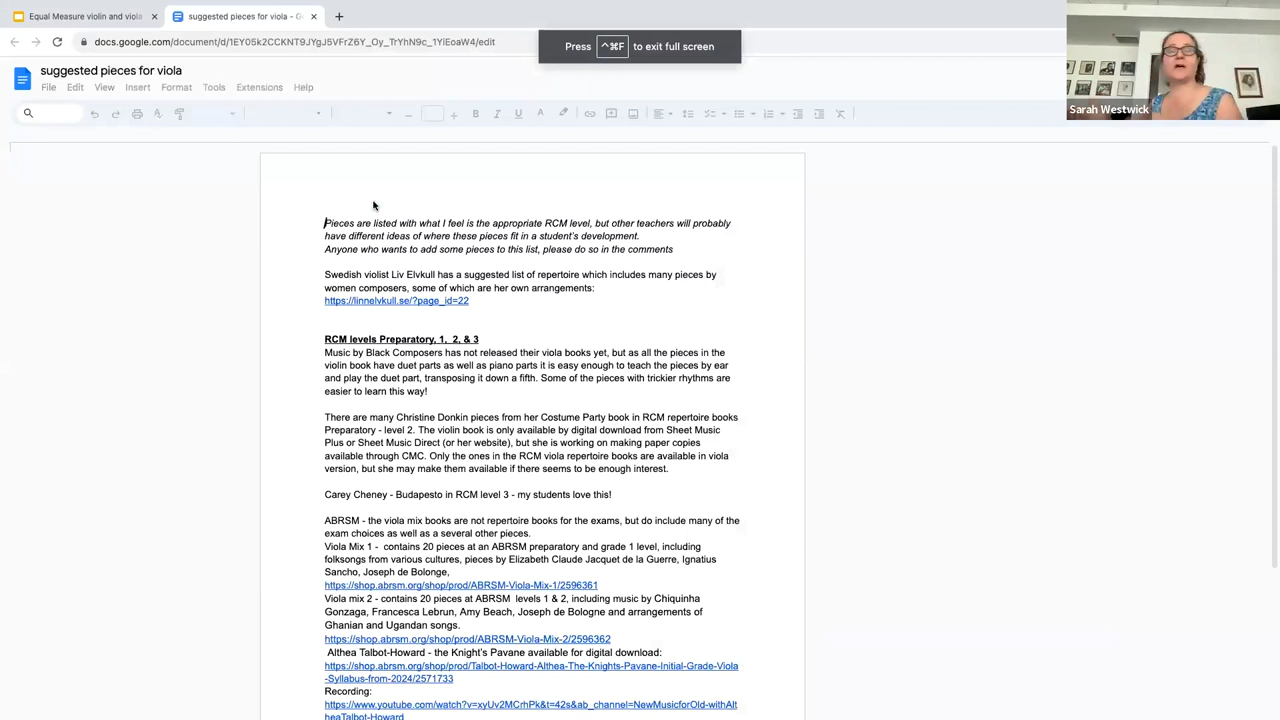 Equal Measure violin and viola
suggested pieces for viola - G
docs.google.com/document/d/1EY05k2CCKNT9JYgJ5VFrZ6Y_Oy_TrYhN9c_1YiEoaW4/edit
Press ^⌘F to exit full screen
suggested pieces for viola
File Edit View Insert Format Tools Extensions Help
Sarah Westwick
Pieces are listed with what I feel is the appropriate RCM level, but other teachers will probably
have different ideas of where these pieces fit in a student's development.
Anyone who wants to add some pieces to this list, please do so in the comments
Swedish violist Liv Elvkull has a suggested list of repertoire which includes many pieces by
women composers, some of which are her own arrangements:
https://linnelvkull.se/?page_id=22
RCM levels Preparatory, 1, 2, & 3
Music by Black Composers has not released their viola books yet, but as all the pieces in the
violin book have duet parts as well as piano parts it is easy enough to teach the pieces by ear
and play the duet part, transposing it down a fifth. Some of the pieces with trickier rhythms are
easier to learn this way!
There are many Christine Donkin pieces from her Costume Party book in RCM repertoire books
Preparatory - level 2. The violin book is only available by digital download from Sheet Music
Plus or Sheet Music Direct (or her website), but she is working on making paper copies
available through CMC. Only the ones in the RCM viola repertoire books are available in viola
version, but she may make them available if there seems to be enough interest.
Carey Cheney - Budapesto in RCM level 3 - my students love this!
ABRSM - the viola mix books are not repertoire books for the exams, but do include many of the
exam choices as well as a several other pieces.
Viola Mix 1 - contains 20 pieces at an ABRSM preparatory and grade 1 level, including
folksongs from various cultures, pieces by Elizabeth Claude Jacquet de la Guerre, Ignatius
Sancho, Joseph de Bolonge,
https://shop.abrsm.org/shop/prod/ABRSM-Viola-Mix-1/2596361
Viola mix 2 - contains 20 pieces at ABRSM levels 1 & 2, including music by Chiquinha
Gonzaga, Francesca Lebrun, Amy Beach, Joseph de Bologne and arrangements of
Ghanian and Ugandan songs.
https://shop.abrsm.org/shop/prod/ABRSM-Viola-Mix-2/2596362
Althea Talbot-Howard - the Knight's Pavane available for digital download:
https://shop.abrsm.org/shop/prod/Talbot-Howard-Althea-The-Knights-Pavane-Initial-Grade-Viola
-Syllabus-from-2024/2571733
Recording:
https://www.youtube.com/watch?v=xyUv2MCrhPk&t=42s&ab_channel=NewMusicforOld-withAlt
heaTalbot-Howard